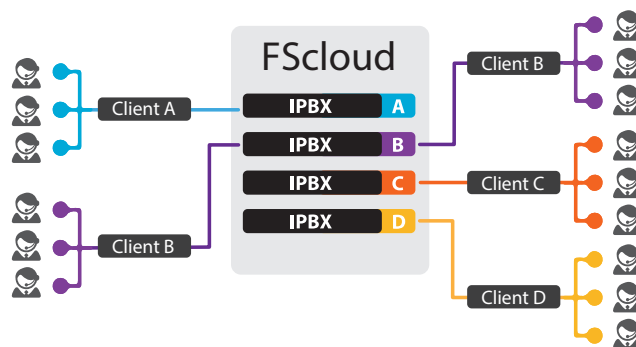 FScloud
Client A
IPBX A
IPBX B
IPBX C
IPBX D
Client B
Client B
Client C
Client D